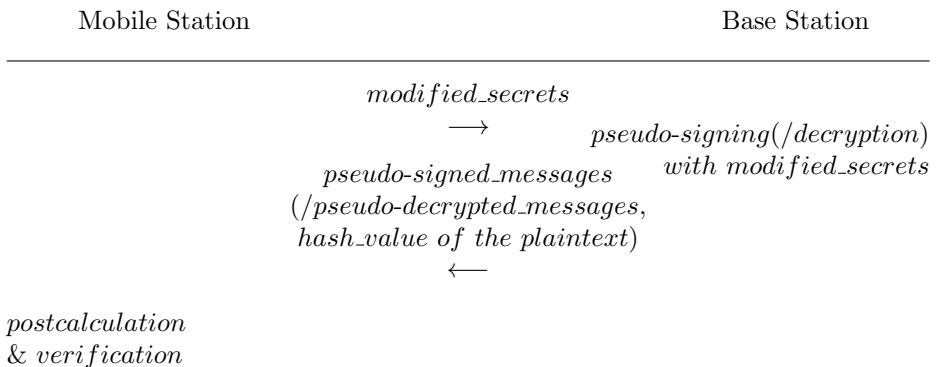 Mobile Station Base Station
modified_secrets
⟶
pseudo-signing(/decryption)
with modified_secrets
pseudo-signed_messages
(/pseudo-decrypted_messages,
hash_value of the plaintext)
⟵
postcalculation
& verification